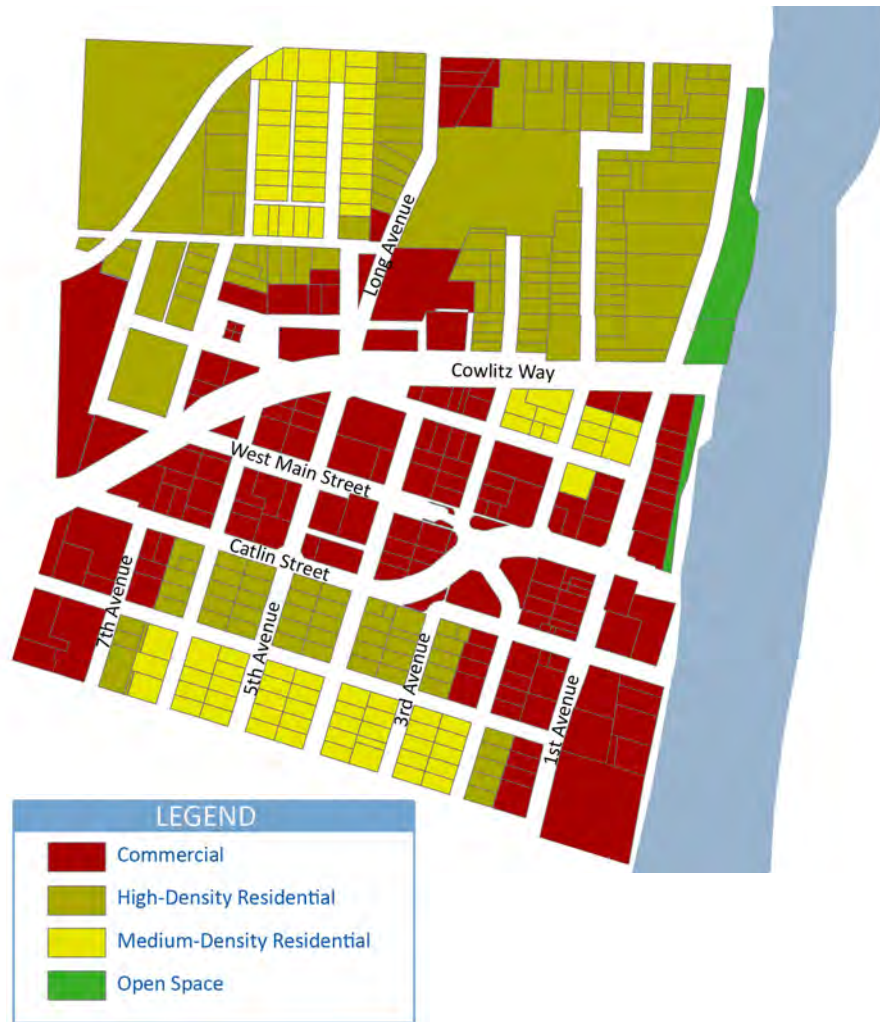 Long Avenue
Cowlitz Way
West Main Street
Catlin Street
7th Avenue
5th Avenue
3rd Avenue
1st Avenue
LEGEND
Commercial
High-Density Residential
Medium-Density Residential
Open Space